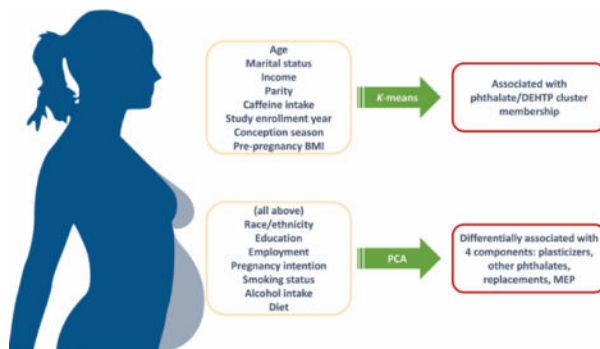 Age
Marital status
Income
Parity
Caffeine intake
Study enrollment year
Conception season
Pre-pregnancy BMI
K-means
Associated with
phthalate/DEHTP cluster
membership
(all above)
Race/ethnicity
Education
Employment
Pregnancy intention
Smoking status
Alcohol intake
Diet
PCA
Differentially associated with
4 components: plasticizers,
other phthalates,
replacements, MEP